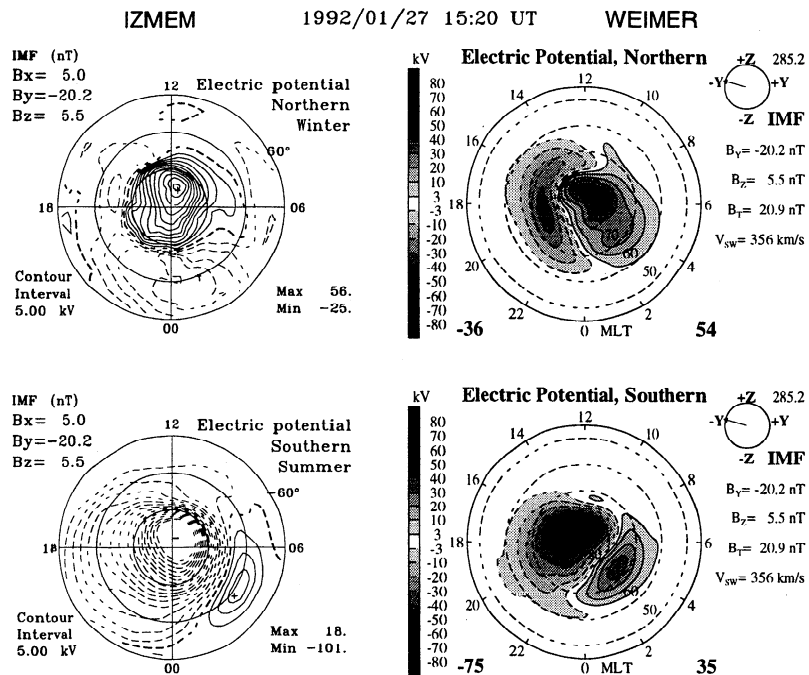 IZMEM 1992/01/27 15:20 UT WEIMER
IMF (nT)
Bx= 5.0
By=-20.2
Bz= 5.5
12
Electric potential
Northern
Winter
60°
18
06
Contour
Interval
5.00 kV
00
Max 56.
Min -25.
kV
80
70
60
50
40
30
20
10
3
-3
-10
-20
-30
-40
-50
-60
-70
-80
Electric Potential, Northern
12
14
10
16
8
18
6
20
4
22
2
0 MLT
70
60
50
-36
54
+Z
285.2
-Y
+Y
-Z IMF
BY= -20.2 nT
BZ= 5.5 nT
BT= 20.9 nT
VSW= 356 km/s
IMF (nT)
Bx= 5.0
By=-20.2
Bz= 5.5
12
Electric potential
Southern
Summer
-60°
18
06
Contour
Interval
5.00 kV
00
Max 18.
Min -101.
kV
80
70
60
50
40
30
20
10
3
-3
-10
-20
-30
-40
-50
-60
-70
-80
Electric Potential, Southern
12
14
10
16
8
18
6
20
4
22
2
0 MLT
60
50
-75
35
+Z
285.2
-Y
+Y
-Z IMF
BY= -20.2 nT
BZ= 5.5 nT
BT= 20.9 nT
VSW= 356 km/s